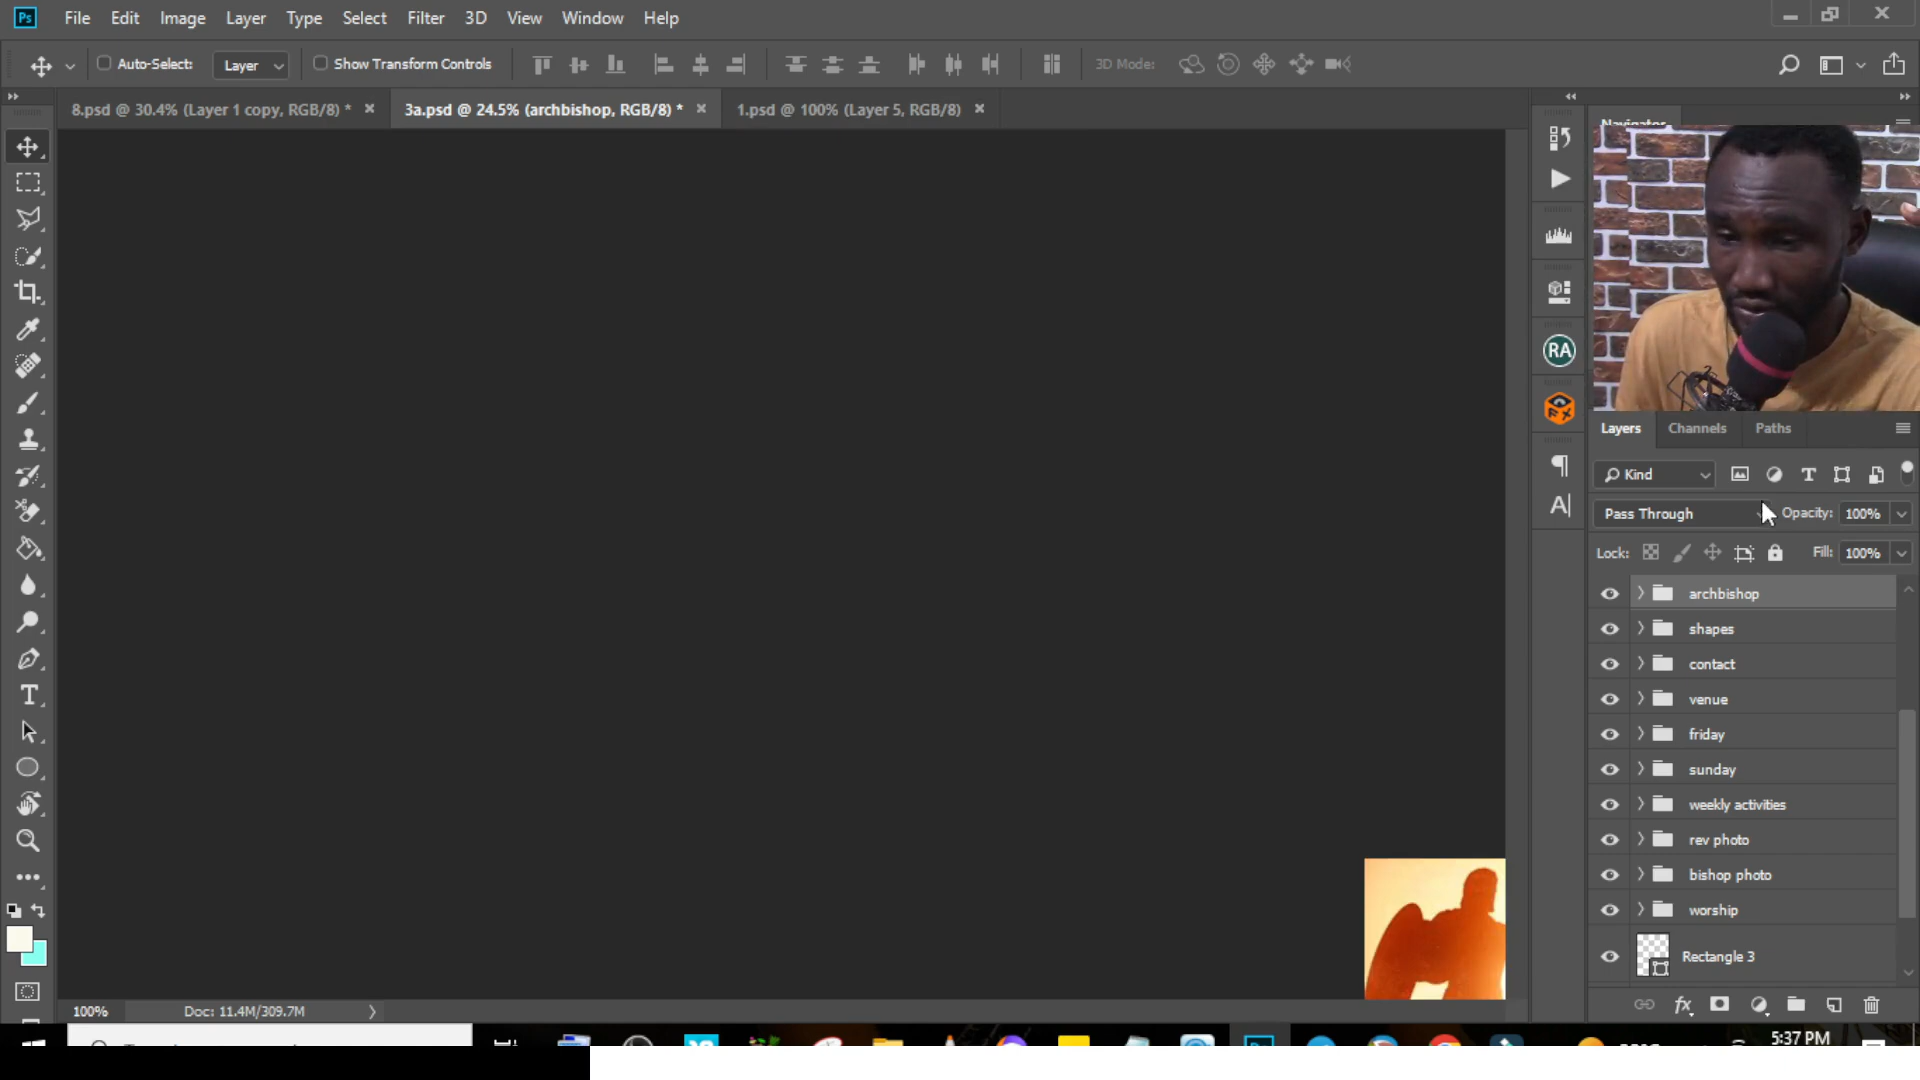 Ps File Edit Image Layer Type Select Filter 3D View Window Help
Auto-Select: Layer Show Transform Controls 3D Mode:
8.psd @ 30.4% (Layer 1 copy, RGB/8) * 3a.psd @ 24.5% (archbishop, RGB/8) * 1.psd @ 100% (Layer 5, RGB/8)
Navigator
RA
FX
Layers Channels Paths
Kind
Pass Through Opacity: 100%
Lock: Fill: 100%
archbishop
shapes
contact
venue
friday
sunday
weekly activities
rev photo
bishop photo
worship
Rectangle 3
100% Doc: 11.4M/309.7M
5:37 PM